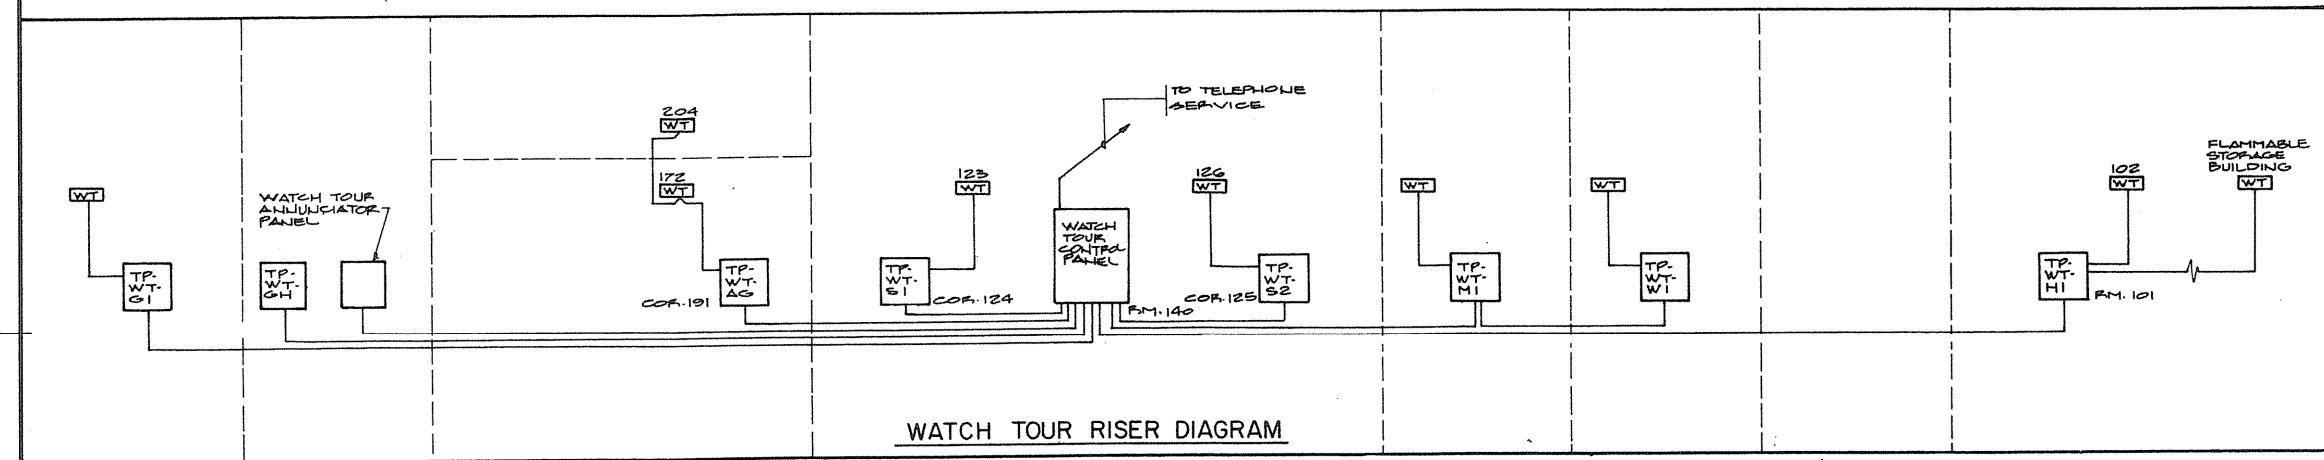 TO TELEPHONE
SERVICE
204
WT
172
WT
WT
WATCH TOUR
ANNUNCIATOR
PANEL
123
WT
126
WT
WT
WT
102
WT
FLAMMABLE
STORAGE
BUILDING
WT
TP-
WT-
G1
TP-
WT-
GH
COR.191
TP-
WT-
AG
TP-
WT-
S1
COR.124
WATCH
TOUR
CONTROL
PANEL
RM.140
COR.125
TP-
WT-
S2
TP-
WT-
M1
TP-
WT-
W1
TP-
WT-
H1
RM.101
WATCH TOUR RISER DIAGRAM